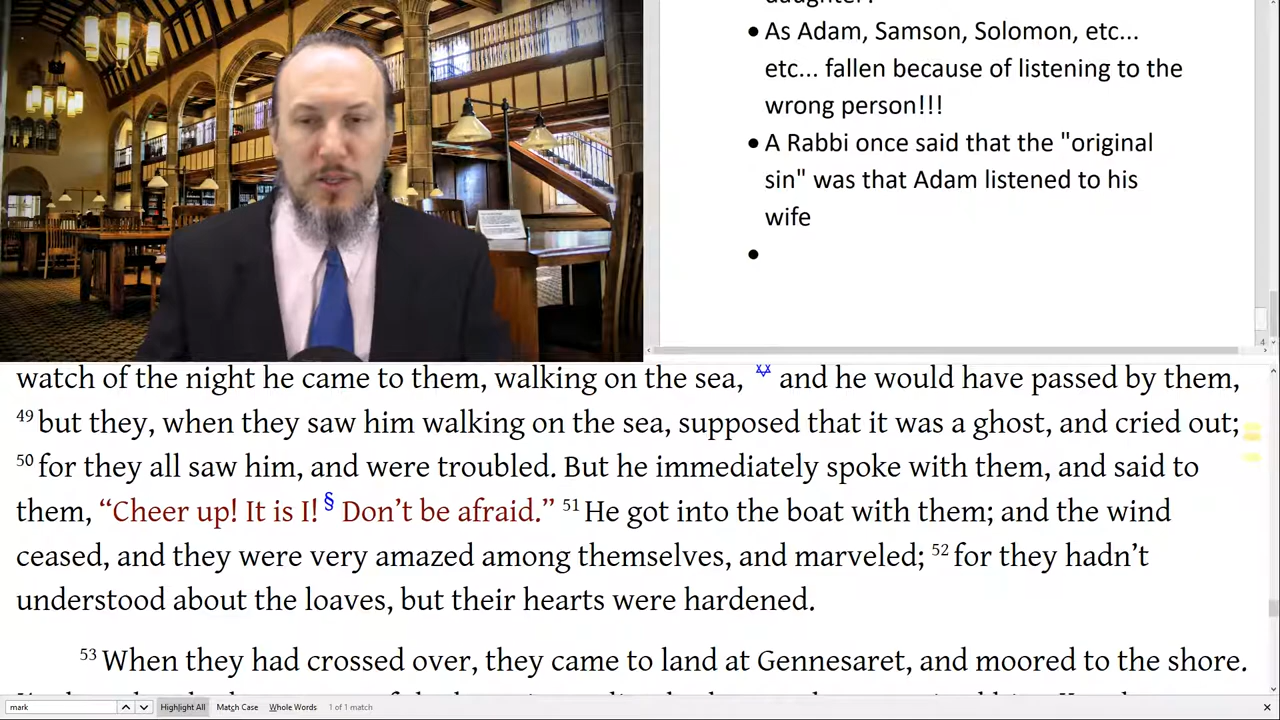 daughter?
• As Adam, Samson, Solomon, etc...
etc... fallen because of listening to the
wrong person!!!
• A Rabbi once said that the "original
sin" was that Adam listened to his
wife
•
watch of the night he came to them, walking on the sea, ✡ and he would have passed by them,
49 but they, when they saw him walking on the sea, supposed that it was a ghost, and cried out;
50 for they all saw him, and were troubled. But he immediately spoke with them, and said to
them, “Cheer up! It is I! § Don’t be afraid.” 51 He got into the boat with them; and the wind
ceased, and they were very amazed among themselves, and marveled; 52 for they hadn’t
understood about the loaves, but their hearts were hardened.
53 When they had crossed over, they came to land at Gennesaret, and moored to the shore.
mark Highlight All Match Case Whole Words 1 of 1 match